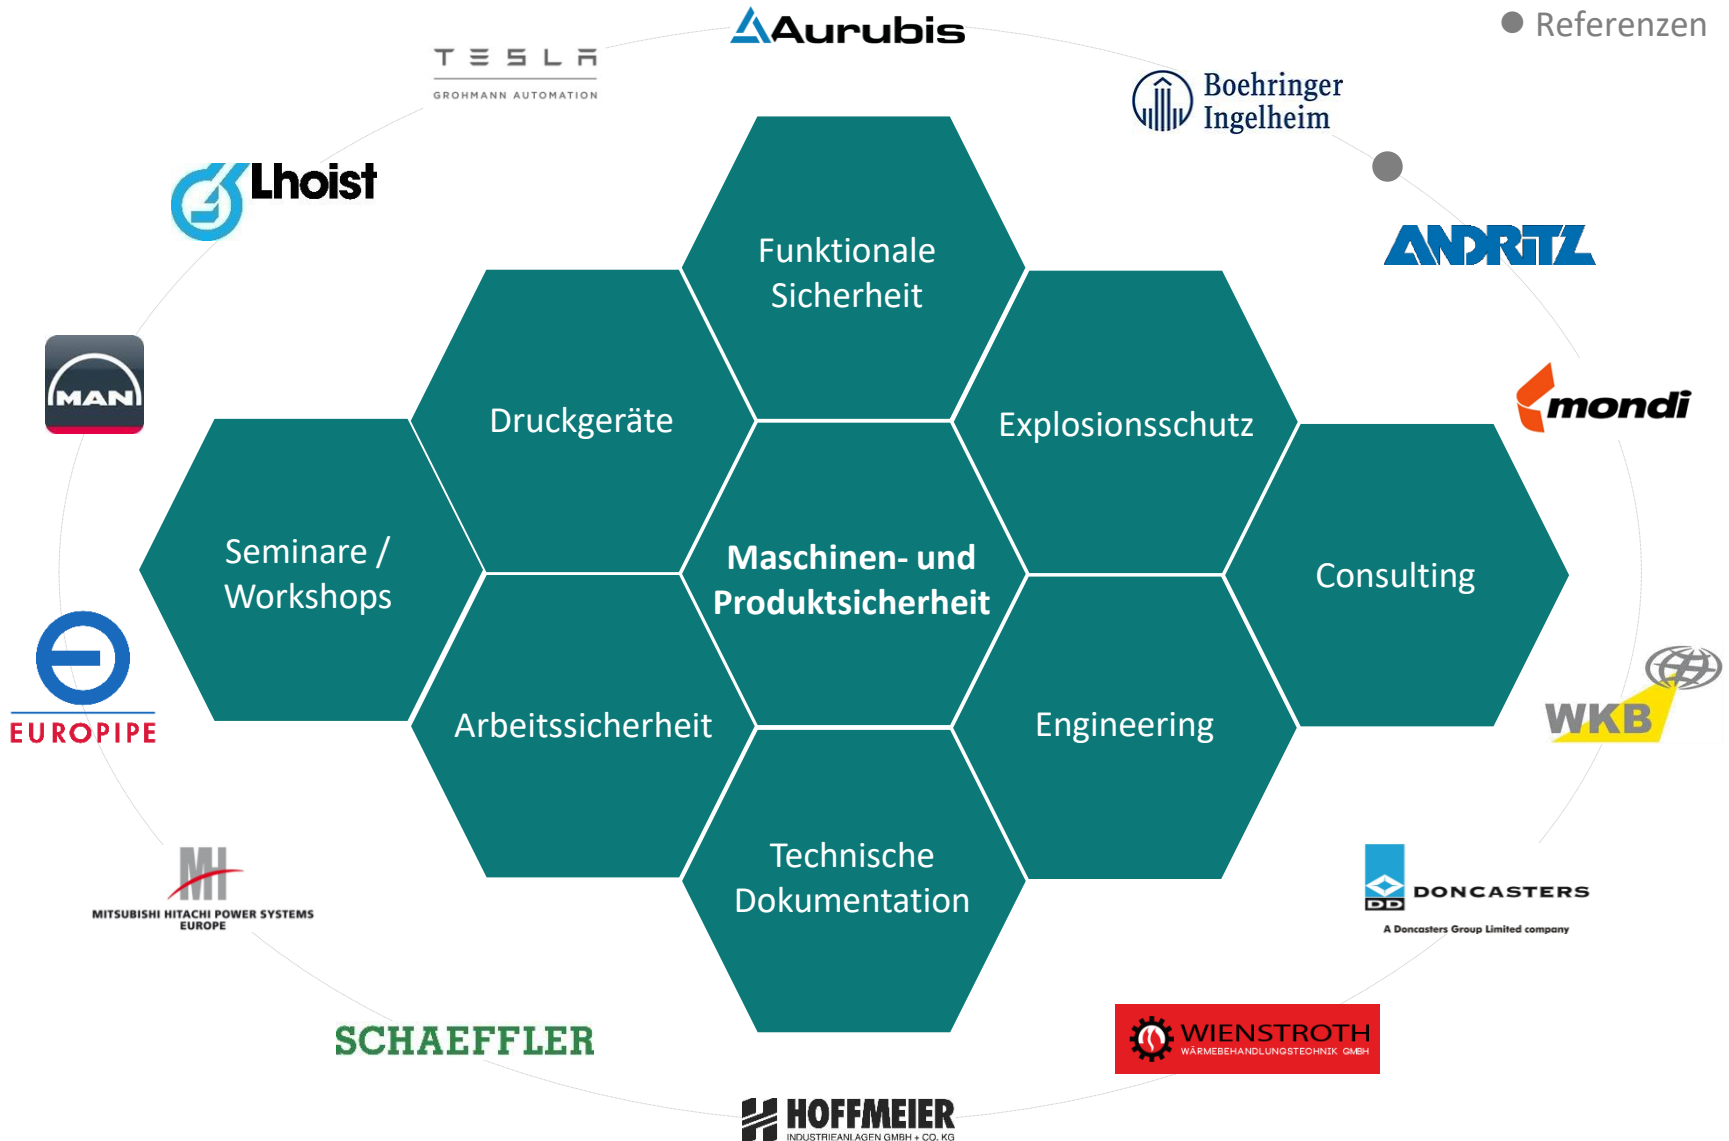 Aurubis
Referenzen
TESLA
GROHMANN AUTOMATION
Boehringer
Ingelheim
Lhoist
ANDRITZ
Funktionale
Sicherheit
MAN
mondi
Druckgeräte
Explosionsschutz
Seminare /
Workshops
Maschinen- und
Produktsicherheit
Consulting
EUROPIPE
Arbeitssicherheit
Engineering
WKB
Technische
Dokumentation
MH
MITSUBISHI HITACHI POWER SYSTEMS
EUROPE
DD
DONCASTERS
A Doncasters Group Limited company
SCHAEFFLER
WIENSTROTH
WÄRMEBEHANDLUNGSTECHNIK GMBH
HOFFMEIER
INDUSTRIEANLAGEN GMBH + CO. KG